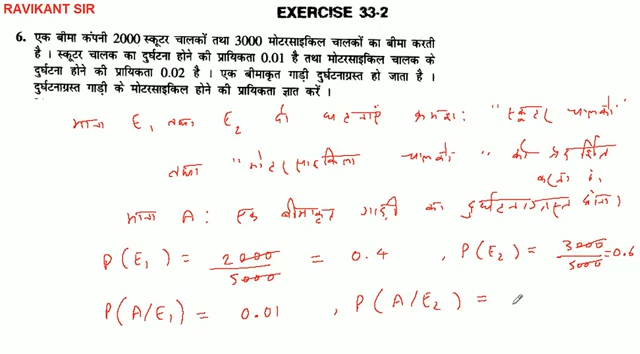 RAVIKANT SIR
EXERCISE 33-2
6. एक बीमा कंपनी 2000 स्कूटर चालकों तथा 3000 मोटरसाइकिल चालकों का बीमा करती
है । स्कूटर चालक का दुर्घटना होने की प्रायिकता 0.01 है तथा मोटरसाइकिल चालक के
दुर्घटना होने की प्रायिकता 0.02 है । एक बीमाकृत गाड़ी दुर्घटनाग्रस्त हो जाता है ।
दुर्घटनाग्रस्त गाड़ी के मोटरसाइकिल होने की प्रायिकता ज्ञात करें ।
माना E₁ तथा E₂ दो घटनाएं क्रमशः "स्कूटर चालकों"
तथा "मोटरसाइकिल चालकों" को प्रदर्शित
करता है,
माना A : एक बीमाकृत गाड़ी का दुर्घटनाग्रस्त होना।
P(E₁) = 2000/5000 = 0.4 , P(E₂) = 3000/5000 = 0.6
P(A/E₁) = 0.01 , P(A/E₂) =